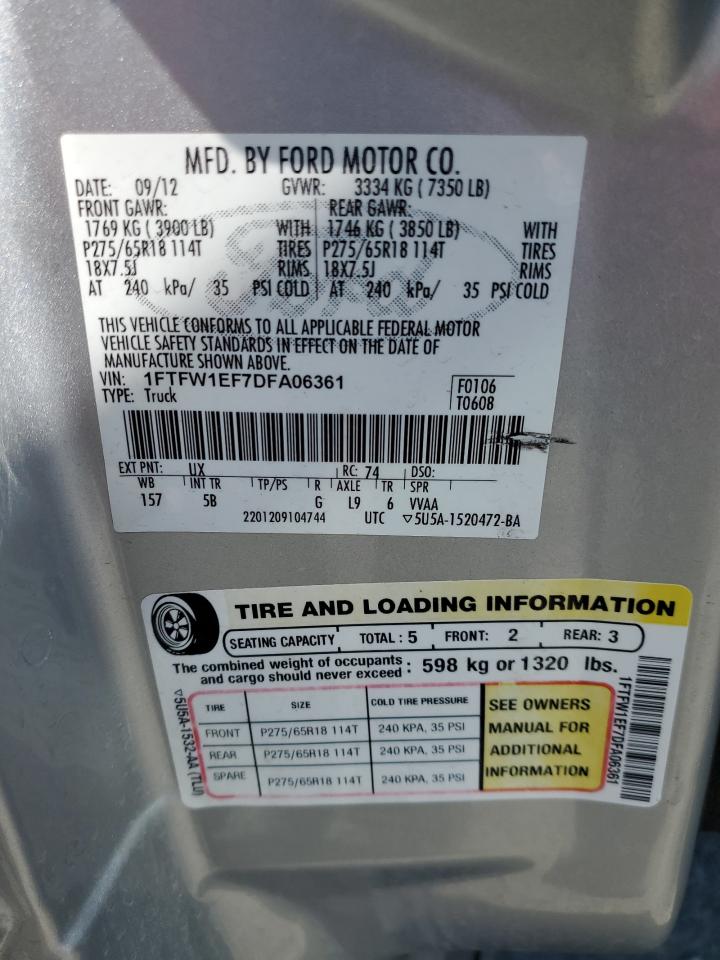 MFD. BY FORD MOTOR CO.
DATE: 09/12 GVWR: 3334 KG ( 7350 LB)
FRONT GAWR: REAR GAWR:
1769 KG ( 3900 LB) WITH 1746 KG ( 3850 LB) WITH
P275/65R18 114T TIRES P275/65R18 114T TIRES
18X7.5J RIMS 18X7.5J RIMS
AT 240 kPa/ 35 PSI COLD AT 240 kPa/ 35 PSI COLD
Ford
THIS VEHICLE CONFORMS TO ALL APPLICABLE FEDERAL MOTOR
VEHICLE SAFETY STANDARDS IN EFFECT ON THE DATE OF
MANUFACTURE SHOWN ABOVE.
VIN: 1FTFW1EF7DFA06361 F0106
TYPE: Truck T0608
EXT PNT: UX RC: 74 DSO:
WB INT TR TP/PS R AXLE TR SPR
157 5B G L9 6 VVAA
2201209104744 UTC ▽5U5A-1520472-BA
TIRE AND LOADING INFORMATION
SEATING CAPACITY TOTAL : 5 FRONT: 2 REAR: 3
The combined weight of occupants
and cargo should never exceed : 598 kg or 1320 lbs.
TIRE SIZE COLD TIRE PRESSURE
FRONT P275/65R18 114T 240 KPA, 35 PSI
REAR P275/65R18 114T 240 KPA, 35 PSI
SPARE P275/65R18 114T 240 KPA, 35 PSI
SEE OWNERS
MANUAL FOR
ADDITIONAL
INFORMATION
▽5U5A-1532-AA (TLU)
1FTFW1EF7DFA06361